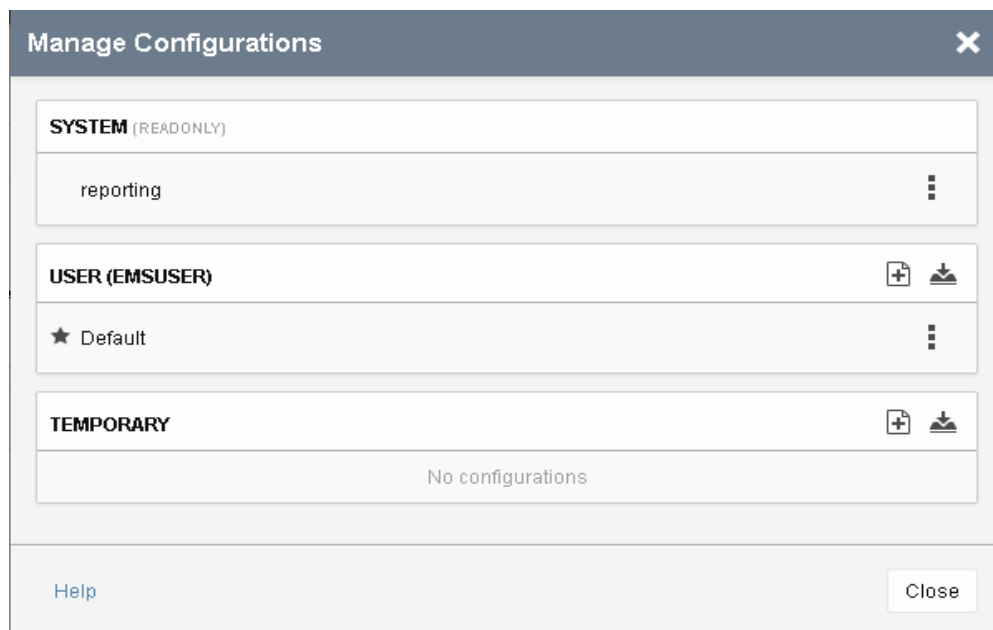 Manage Configurations
SYSTEM (READONLY)
reporting
USER (EMSUSER)
Default
TEMPORARY
No configurations
Help
Close